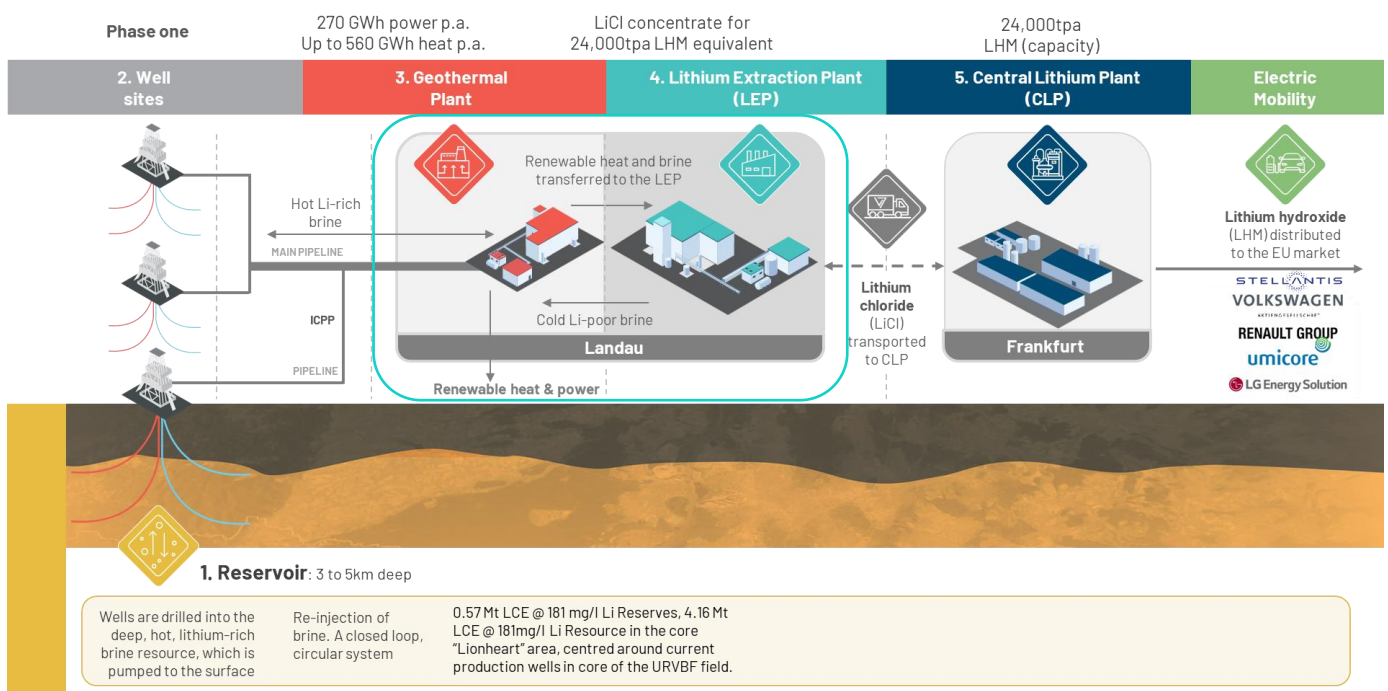 Phase one
270 GWh power p.a.
Up to 560 GWh heat p.a.
LiCl concentrate for
24,000tpa LHM equivalent
24,000tpa
LHM (capacity)
2. Well
sites
3. Geothermal
Plant
4. Lithium Extraction Plant
(LEP)
5. Central Lithium Plant
(CLP)
Electric
Mobility
Hot Li-rich
brine
MAIN PIPELINE
ICPP
PIPELINE
Renewable heat and brine
transferred to the LEP
Cold Li-poor brine
Landau
Renewable heat & power
Lithium
chloride
(LiCl)
transported
to CLP
Frankfurt
Lithium hydroxide
(LHM) distributed
to the EU market
STELLANTIS
VOLKSWAGEN
AKTIENGESELLSCHAFT
RENAULT GROUP
umicore
LG Energy Solution
1. Reservoir: 3 to 5km deep
Wells are drilled into the
deep, hot, lithium-rich
brine resource, which is
pumped to the surface
Re-injection of
brine. A closed loop,
circular system
0.57 Mt LCE @ 181 mg/l Li Reserves, 4.16 Mt
LCE @ 181mg/l Li Resource in the core
“Lionheart” area, centred around current
production wells in core of the URVBF field.